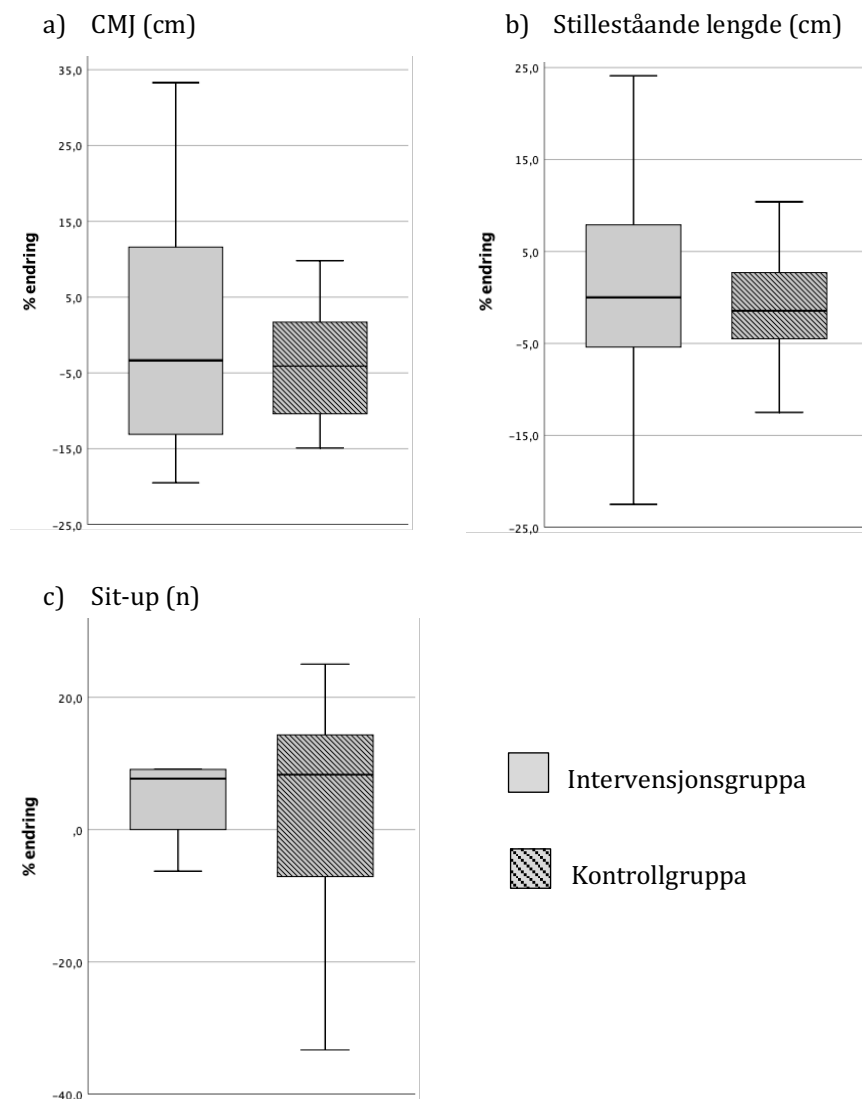 a) CMJ (cm)
35,0
25,0
15,0
5,0
-5,0
-15,0
-25,0
% endring
b) Stilleståande lengde (cm)
25,0
15,0
5,0
-5,0
-15,0
-25,0
% endring
c) Sit-up (n)
20,0
,0
-20,0
-40,0
% endring
Intervensjonsgruppa
Kontrollgruppa